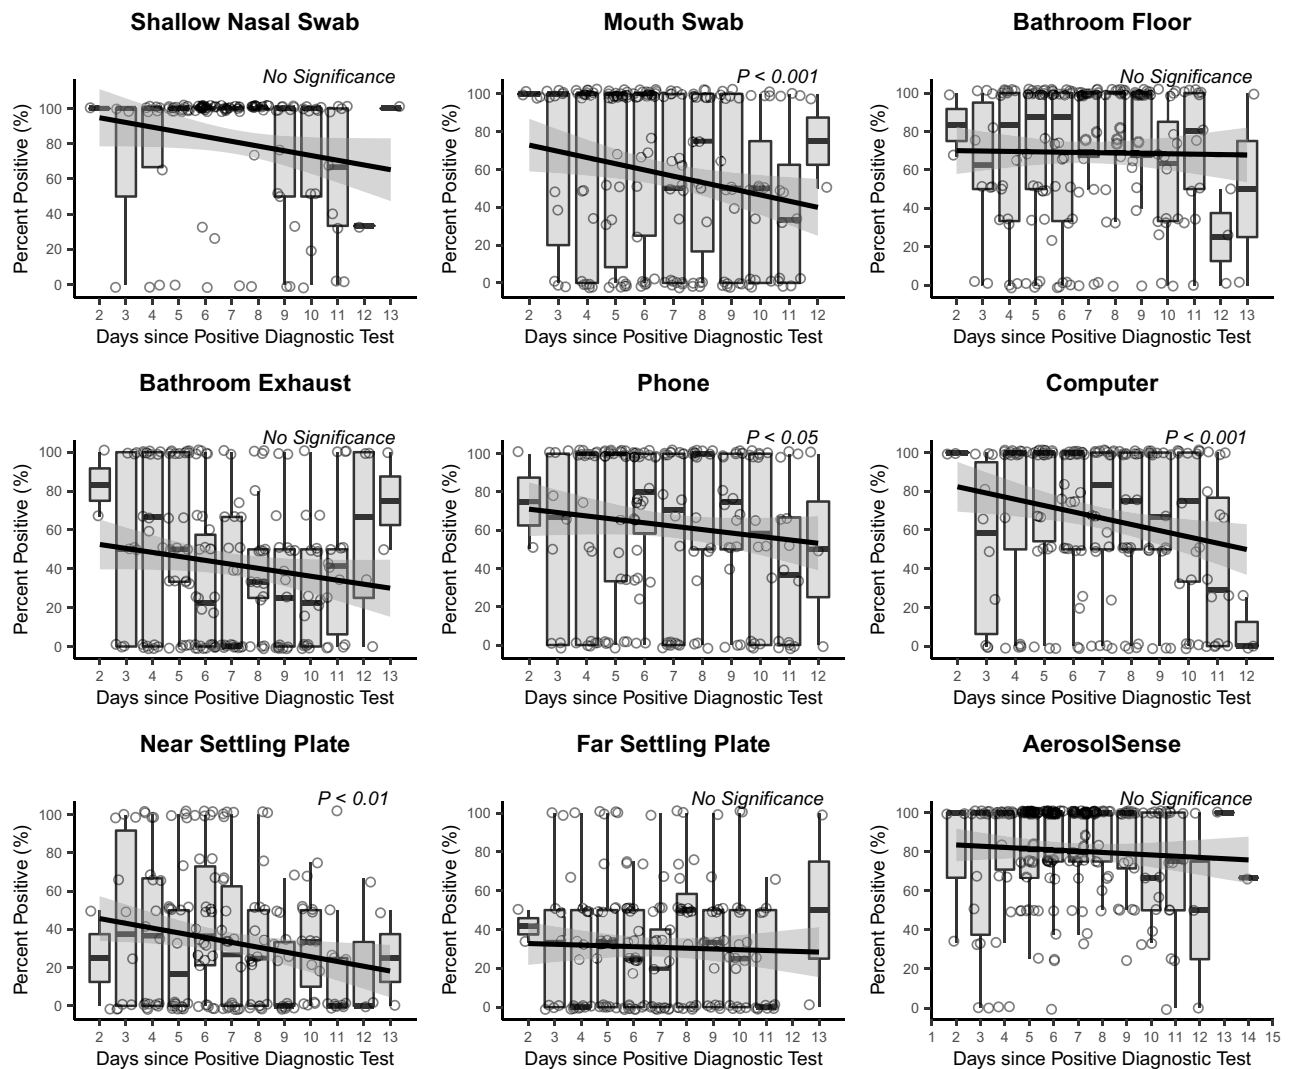 Shallow Nasal Swab
No Significance
Percent Positive (%)
100
80
60
40
20
0
2 3 4 5 6 7 8 9 10 11 12 13
Days since Positive Diagnostic Test
Mouth Swab
P < 0.001
Percent Positive (%)
100
80
60
40
20
0
2 3 4 5 6 7 8 9 10 11 12
Days since Positive Diagnostic Test
Bathroom Floor
No Significance
Percent Positive (%)
100
80
60
40
20
0
2 3 4 5 6 7 8 9 10 11 12 13
Days since Positive Diagnostic Test
Bathroom Exhaust
No Significance
Percent Positive (%)
100
80
60
40
20
0
2 3 4 5 6 7 8 9 10 11 12 13
Days since Positive Diagnostic Test
Phone
P < 0.05
Percent Positive (%)
100
80
60
40
20
0
2 3 4 5 6 7 8 9 10 11 12
Days since Positive Diagnostic Test
Computer
P < 0.001
Percent Positive (%)
100
80
60
40
20
0
2 3 4 5 6 7 8 9 10 11 12
Days since Positive Diagnostic Test
Near Settling Plate
P < 0.01
Percent Positive (%)
100
80
60
40
20
0
2 3 4 5 6 7 8 9 10 11 12 13
Days since Positive Diagnostic Test
Far Settling Plate
No Significance
Percent Positive (%)
100
80
60
40
20
0
2 3 4 5 6 7 8 9 10 11 12 13
Days since Positive Diagnostic Test
AerosolSense
No Significance
Percent Positive (%)
100
80
60
40
20
0
1 2 3 4 5 6 7 8 9 10 11 12 13 14 15
Days since Positive Diagnostic Test